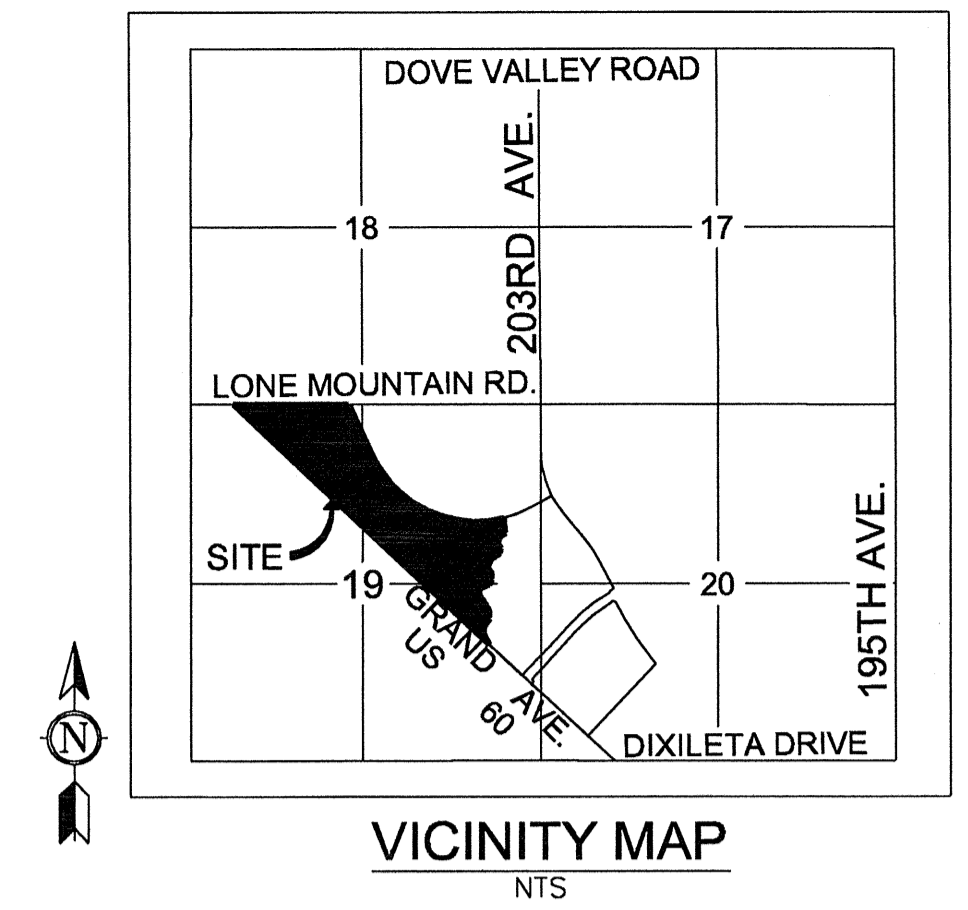 DOVE VALLEY ROAD
203RD AVE.
18
17
LONE MOUNTAIN RD.
SITE
19
20
GRAND AVE.
US 60
195TH AVE.
DIXILETA DRIVE
N
VICINITY MAP
NTS